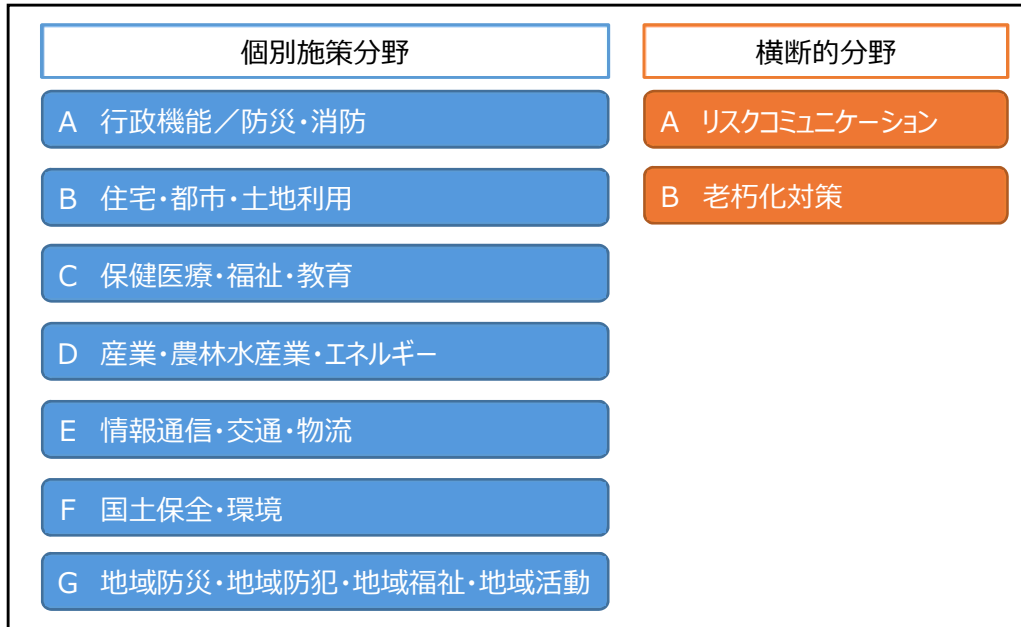 個別施策分野
A 行政機能／防災・消防
B 住宅・都市・土地利用
C 保健医療・福祉・教育
D 産業・農林水産業・エネルギー
E 情報通信・交通・物流
F 国土保全・環境
G 地域防災・地域防犯・地域福祉・地域活動
横断的分野
A リスクコミュニケーション
B 老朽化対策